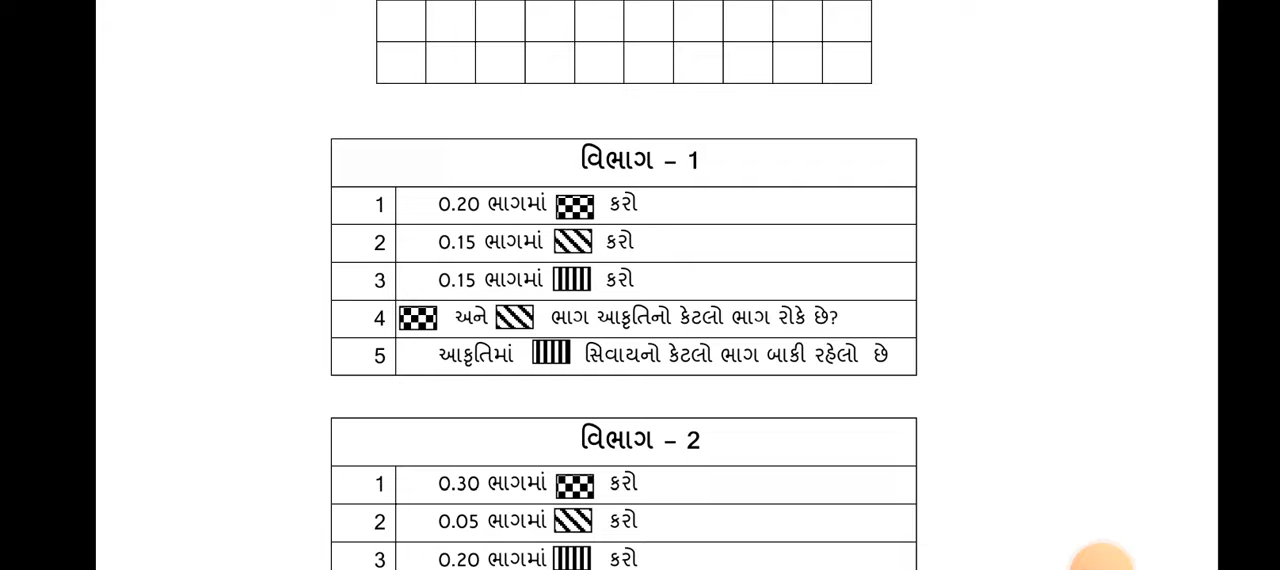 વિભાગ – 1
1 0.20 ભાગમાં કરો
2 0.15 ભાગમાં કરો
3 0.15 ભાગમાં કરો
4 અને ભાગ આકૃતિનો કેટલો ભાગ રોકે છે?
5 આકૃતિમાં સિવાયનો કેટલો ભાગ બાકી રહેલો છે
વિભાગ – 2
1 0.30 ભાગમાં કરો
2 0.05 ભાગમાં કરો
3 0.20 ભાગમાં કરો